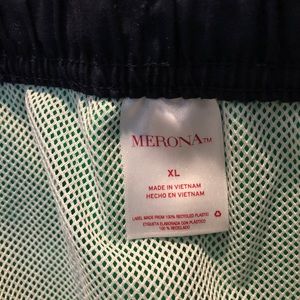 MERONA™
XL
MADE IN VIETNAM
HECHO EN VIETNAM
LABEL MADE FROM 100% RECYCLED PLASTIC
ETIQUETA ELABORADA CON PLÁSTICO
100 % RECICLADO